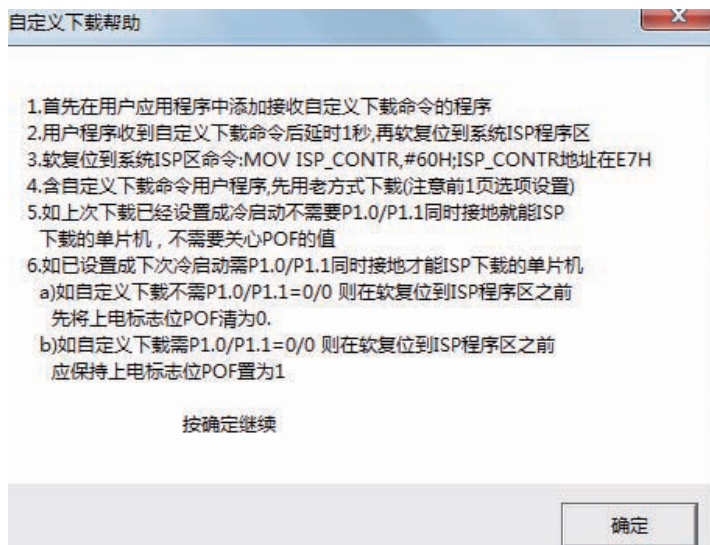 自定义下载帮助
1.首先在用户应用程序中添加接收自定义下载命令的程序
2.用户程序收到自定义下载命令后延时1秒,再软复位到系统ISP程序区
3.软复位到系统ISP区命令:MOV ISP_CONTR,#60H;ISP_CONTR地址在E7H
4.含自定义下载命令用户程序,先用老方式下载(注意前1页选项设置)
5.如上次下载已经设置成冷启动不需要P1.0/P1.1同时接地就能ISP
下载的单片机，不需要关心POF的值
6.如已设置成下次冷启动需P1.0/P1.1同时接地才能ISP下载的单片机
a)如自定义下载不需P1.0/P1.1=0/0 则在软复位到ISP程序区之前
先将上电标志位POF清为0.
b)如自定义下载需P1.0/P1.1=0/0 则在软复位到ISP程序区之前
应保持上电标志位POF置为1
按确定继续
确定